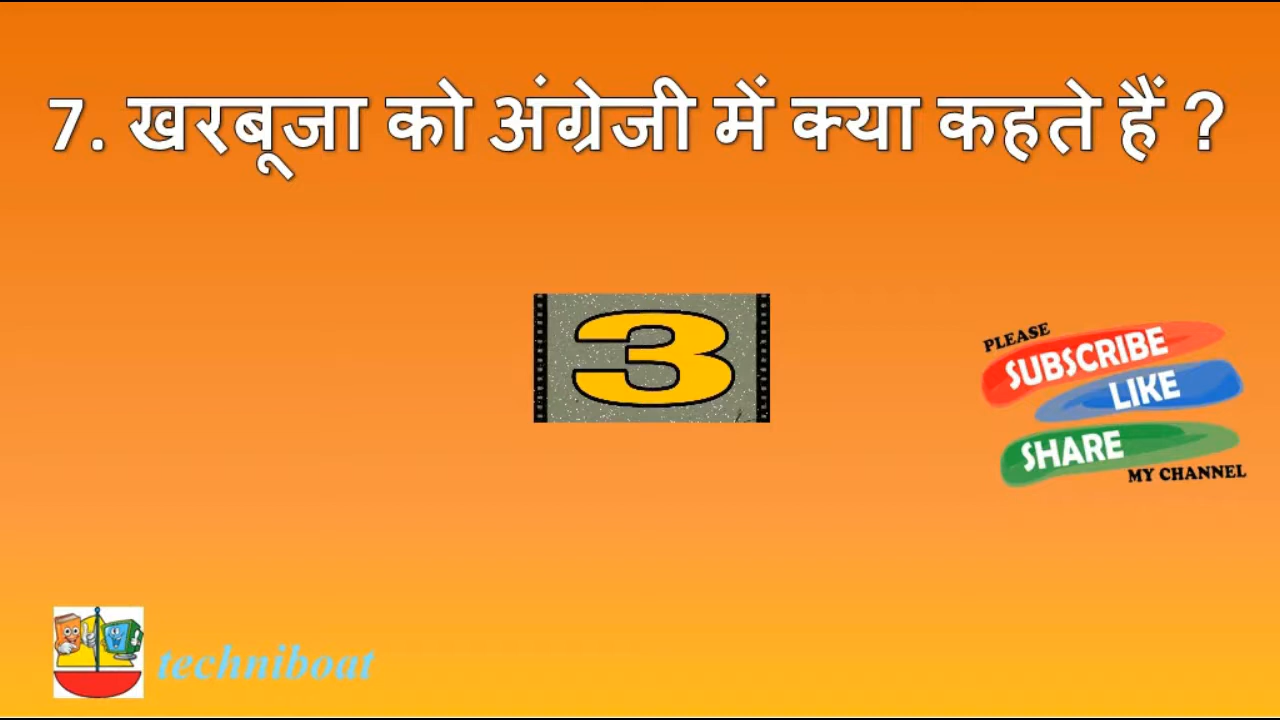 7. खरबूजा को अंग्रेजी में क्या कहते हैं ?
3
PLEASE
SUBSCRIBE
LIKE
SHARE
MY CHANNEL
techniboat